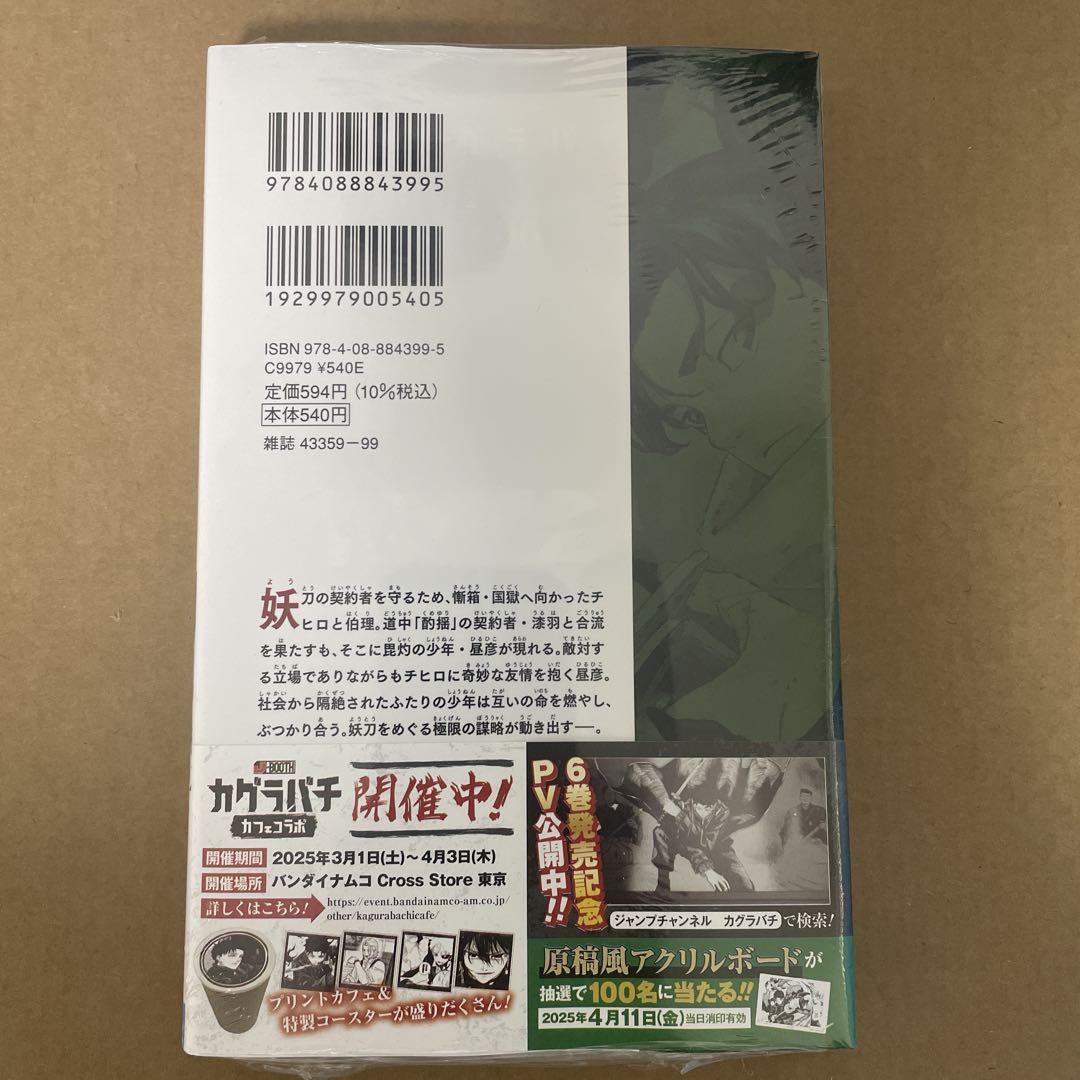 9784088843995
1929979005405
ISBN 978-4-08-884399-5
C9979 ¥540E
定価594円(10%税込)
本体540円
雑誌 43359-99
妖刀の契約者を守るため、慚箱・国獄へ向かったチ
ヒロと伯理。道中「酌揺」の契約者・漆羽と合流
を果たすも、そこに毘灼の少年・昼彦が現れる。敵対す
る立場でありながらもチヒロに奇妙な友情を抱く昼彦。
社会から隔絶されたふたりの少年は互いの命を燃やし、
ぶつかり合う。妖刀をめぐる極限の謀略が動き出す―。
J-BOOTH
カグラバチ
カフェコラボ
開催中!
開催期間 2025年3月1日(土)～4月3日(木)
開催場所 バンダイナムコ Cross Store 東京
詳しくはこちら! https://event.bandainamco-am.co.jp/
other/kagurabachicafe/
プリントカフェ&
特製コースターが盛りだくさん!
6巻発売記念
PV公開中!!
ジャンプチャンネル カグラバチ で検索!
原稿風アクリルボードが
抽選で100名に当たる!!
2025年4月11日(金)当日消印有効